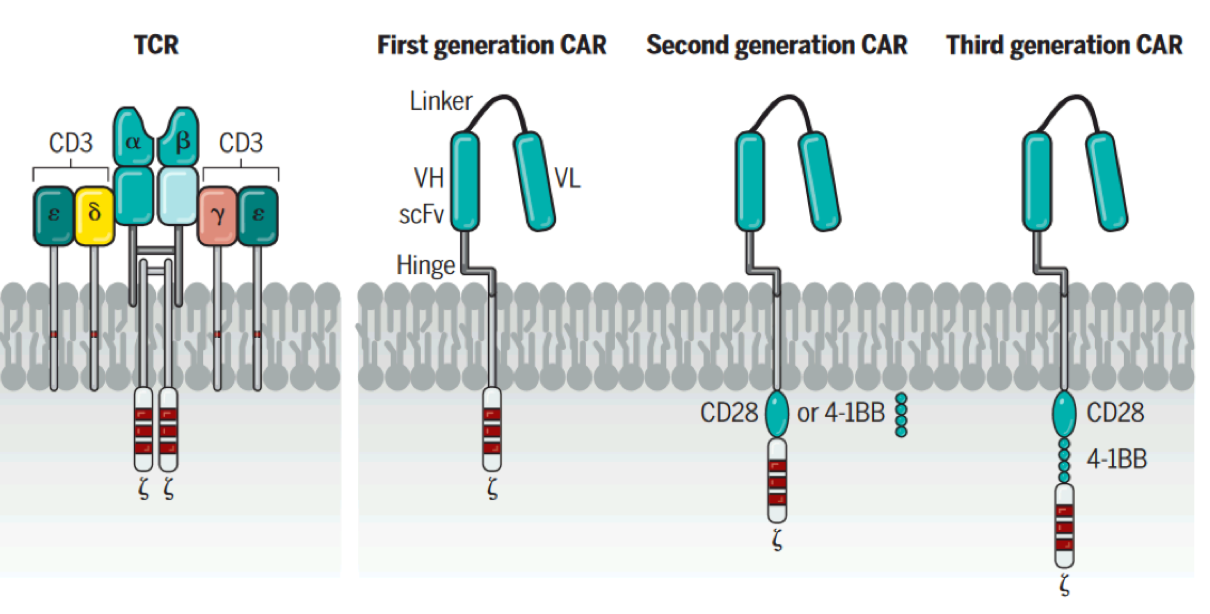 TCR
First generation CAR
Second generation CAR
Third generation CAR
CD3
α
β
CD3
ε
δ
γ
ε
ζ ζ
Linker
VH
VL
scFv
Hinge
ζ
CD28
or 4-1BB
ζ
CD28
4-1BB
ζ